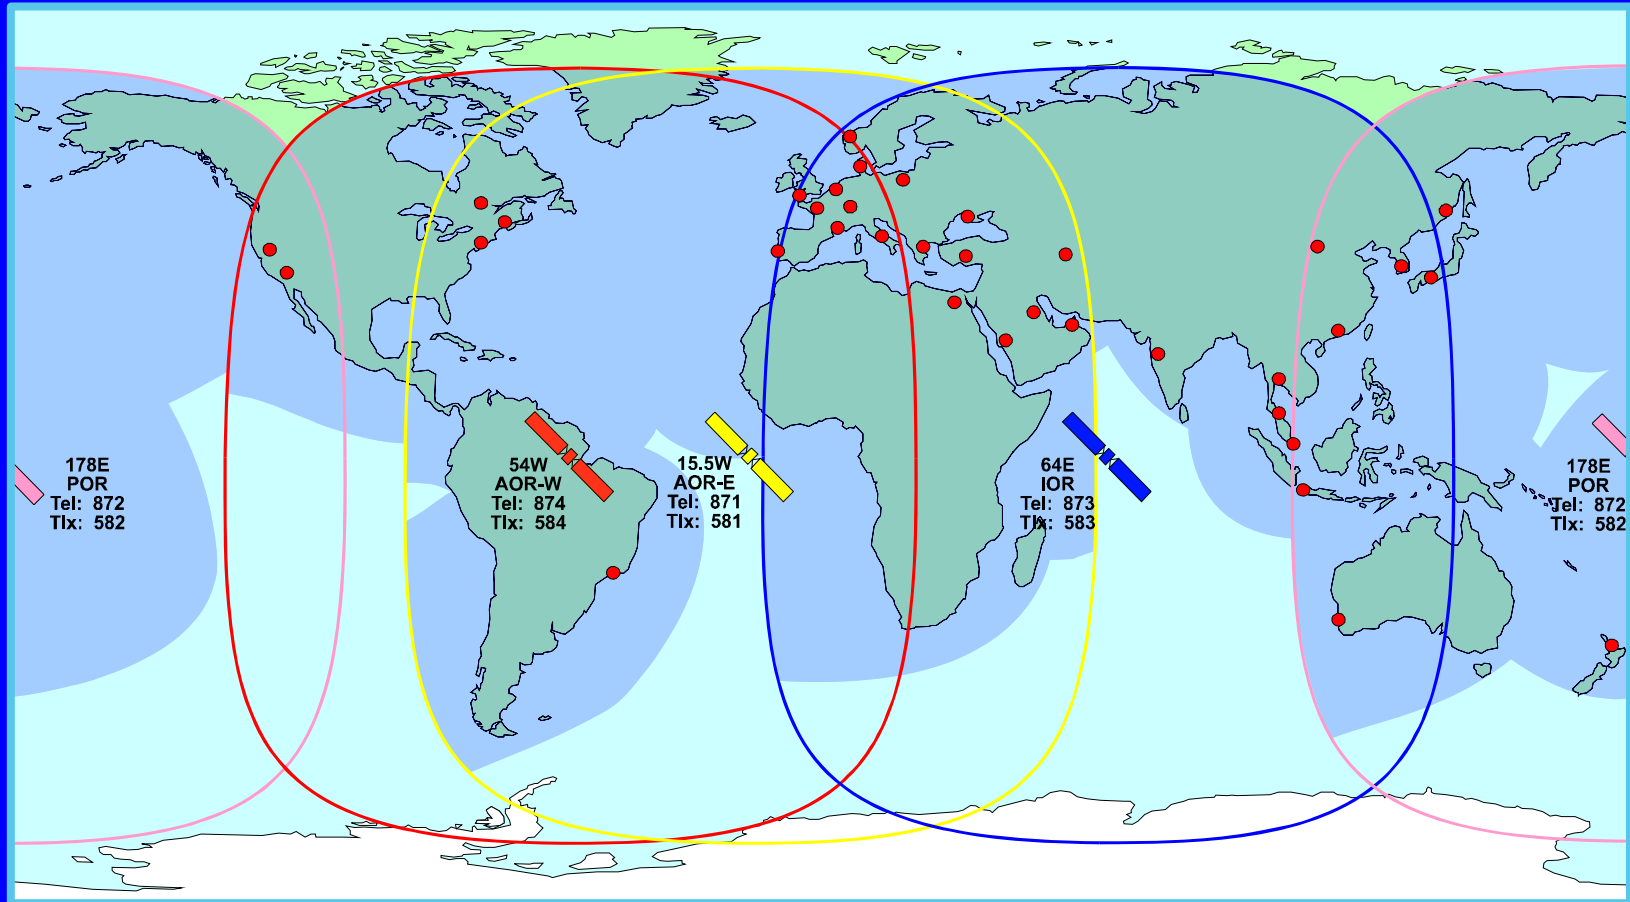 178E
POR
Tel: 872
Tlx: 582
54W
AOR-W
Tel: 874
Tlx: 584
15.5W
AOR-E
Tel: 871
Tlx: 581
64E
IOR
Tel: 873
Tlx: 583
178E
POR
Tel: 872
Tlx: 582